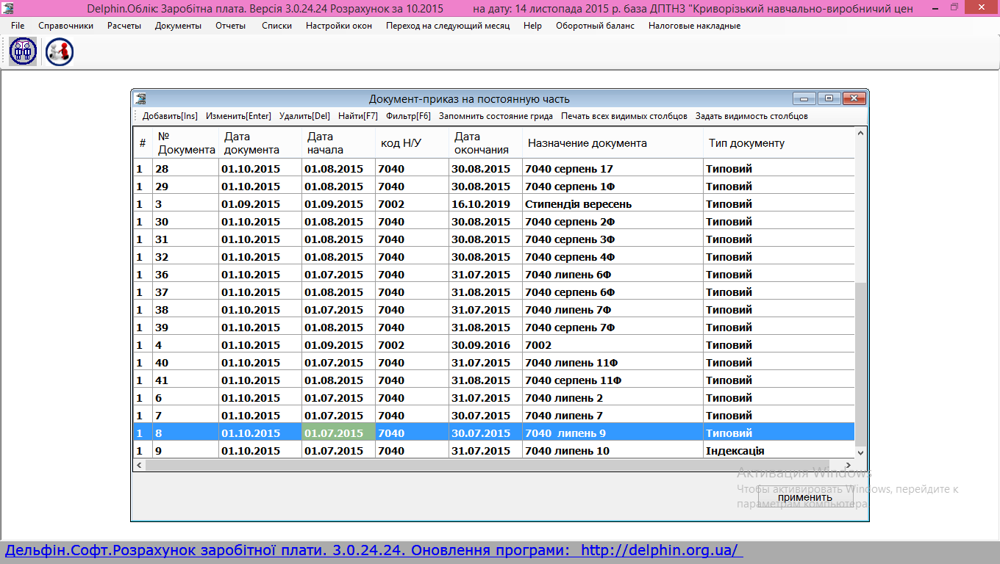 Delphin.Облік: Заробітна плата. Версія 3.0.24.24 Розрахунок за 10.2015 на дату: 14 листопада 2015 р. база ДПТНЗ "Криворізький навчально-виробничий цен
File Справочники Расчеты Документы Отчеты Списки Настройки окон Переход на следующий месяц Help Оборотный баланс Налоговые накладные
Документ-приказ на постоянную часть
Добавить[Ins] Изменить[Enter] Удалить[Del] Найти[F7] Фильтр[F6] Запомнить состояние грида Печать всех видимых столбцов Задать видимость столбцов
# № Документа Дата документа Дата начала код Н/У Дата окончания Назначение документа Тип документу
1 28 01.10.2015 01.08.2015 7040 30.08.2015 7040 серпень 17 Типовий
1 29 01.10.2015 01.08.2015 7040 30.08.2015 7040 серпень 1Ф Типовий
1 3 01.09.2015 01.09.2015 7002 16.10.2019 Стипендія вересень Типовий
1 30 01.10.2015 01.08.2015 7040 30.08.2015 7040 серпень 2Ф Типовий
1 31 01.10.2015 01.08.2015 7040 30.08.2015 7040 серпень 3Ф Типовий
1 32 01.10.2015 01.08.2015 7040 30.08.2015 7040 серпень 4Ф Типовий
1 36 01.10.2015 01.07.2015 7040 31.07.2015 7040 липень 6Ф Типовий
1 37 01.10.2015 01.08.2015 7040 31.08.2015 7040 серпень 6Ф Типовий
1 38 01.10.2015 01.07.2015 7040 31.07.2015 7040 липень 7Ф Типовий
1 39 01.10.2015 01.08.2015 7040 31.08.2015 7040 серпень 7Ф Типовий
1 4 01.10.2015 01.09.2015 7002 30.09.2016 7002 Типовий
1 40 01.10.2015 01.07.2015 7040 31.07.2015 7040 липень 11Ф Типовий
1 41 01.10.2015 01.08.2015 7040 31.08.2015 7040 серпень 11Ф Типовий
1 6 01.10.2015 01.07.2015 7040 31.07.2015 7040 липень 2 Типовий
1 7 01.10.2015 01.07.2015 7040 30.07.2015 7040 липень 7 Типовий
1 8 01.10.2015 01.07.2015 7040 30.07.2015 7040 липень 9 Типовий
1 9 01.10.2015 01.07.2015 7040 31.07.2015 7040 липень 10 Індексація
Активация Windows
Чтобы активировать Windows, перейдите к
параметрам компьютера
применить
Дельфін.Софт.Розрахунок заробітної плати. 3.0.24.24. Оновлення програми: http://delphin.org.ua/